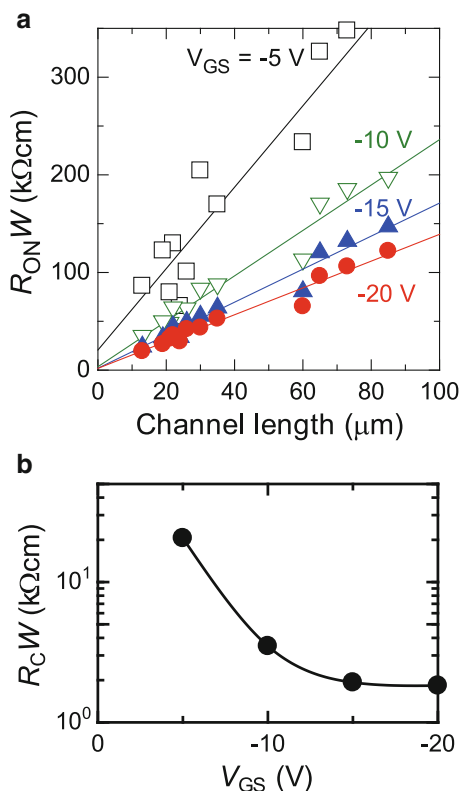 a
R_ON W (kΩcm)
300
200
100
0
V_GS = -5 V
-10 V
-15 V
-20 V
0 20 40 60 80 100
Channel length (μm)
b
R_C W (kΩcm)
10^1
10^0
0 -10 -20
V_GS (V)